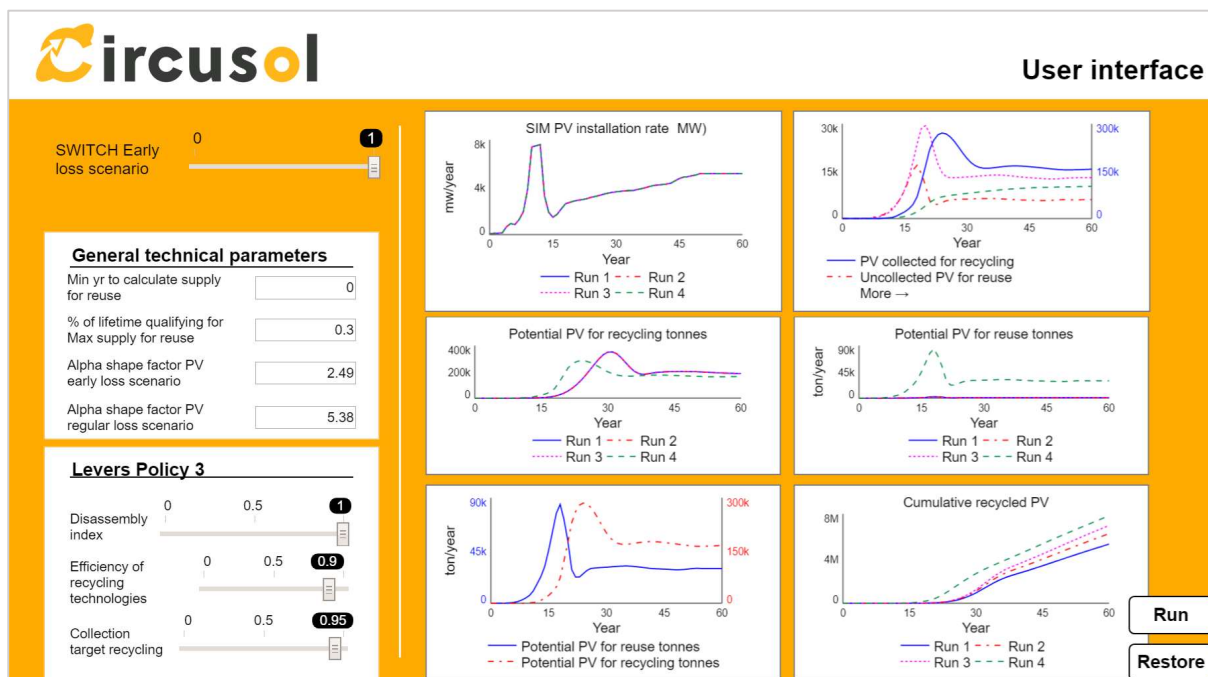 Circusol
User interface
SWITCH Early
loss scenario
0
1
General technical parameters
Min yr to calculate supply
for reuse
0
% of lifetime qualifying for
Max supply for reuse
0.3
Alpha shape factor PV
early loss scenario
2.49
Alpha shape factor PV
regular loss scenario
5.38
Levers Policy 3
Disassembly
index
0 0.5 1
Efficiency of
recycling
technologies
0 0.5 0.9
Collection
target recycling
0 0.5 0.95
SIM PV installation rate MW)
mw/year
8k
4k
0
0 15 30 45 60
Year
Run 1 Run 2
Run 3 Run 4
30k
15k
0
300k
150k
0
0 15 30 45 60
Year
PV collected for recycling
Uncollected PV for reuse
More →
Potential PV for recycling tonnes
400k
200k
0
0 15 30 45 60
Year
Run 1 Run 2
Run 3 Run 4
Potential PV for reuse tonnes
ton/year
90k
45k
0
0 15 30 45 60
Year
Run 1 Run 2
Run 3 Run 4
ton/year
90k
45k
0
300k
150k
0
0 15 30 45 60
Year
Potential PV for reuse tonnes
Potential PV for recycling tonnes
Cumulative recycled PV
8M
4M
0
0 15 30 45 60
Year
Run 1 Run 2
Run 3 Run 4
Run
Restore